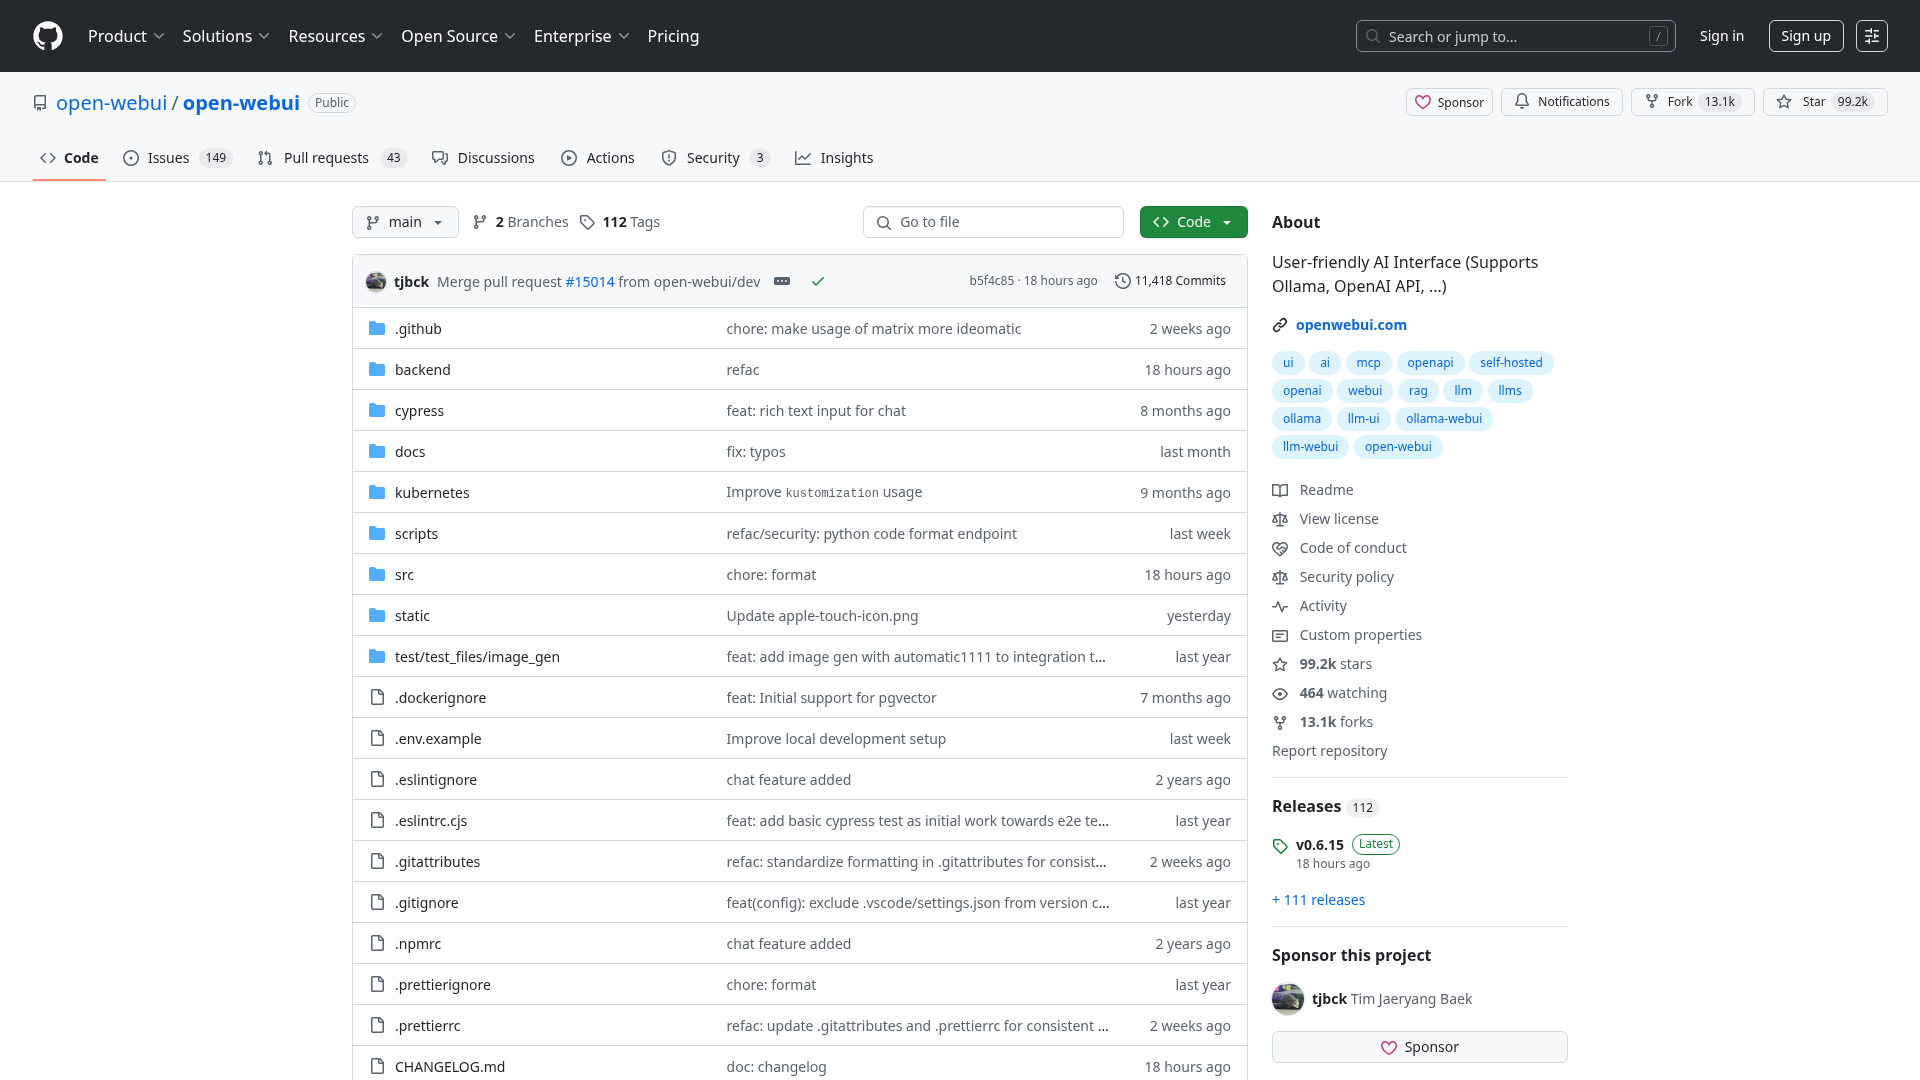 Product Solutions Resources Open Source Enterprise Pricing Search or jump to... / Sign in Sign up
open-webui / open-webui Public Sponsor Notifications Fork 13.1k Star 99.2k
Code Issues 149 Pull requests 43 Discussions Actions Security 3 Insights
main 2 Branches 112 Tags Go to file Code
tjbck Merge pull request #15014 from open-webui/dev b5f4c85 · 18 hours ago 11,418 Commits
.github chore: make usage of matrix more ideomatic 2 weeks ago
backend refac 18 hours ago
cypress feat: rich text input for chat 8 months ago
docs fix: typos last month
kubernetes Improve kustomization usage 9 months ago
scripts refac/security: python code format endpoint last week
src chore: format 18 hours ago
static Update apple-touch-icon.png yesterday
test/test_files/image_gen feat: add image gen with automatic1111 to integration t... last year
.dockerignore feat: Initial support for pgvector 7 months ago
.env.example Improve local development setup last week
.eslintignore chat feature added 2 years ago
.eslintrc.cjs feat: add basic cypress test as initial work towards e2e te... last year
.gitattributes refac: standardize formatting in .gitattributes for consist... 2 weeks ago
.gitignore feat(config): exclude .vscode/settings.json from version c... last year
.npmrc chat feature added 2 years ago
.prettierignore chore: format last year
.prettierrc refac: update .gitattributes and .prettierrc for consistent ... 2 weeks ago
CHANGELOG.md doc: changelog 18 hours ago
About
User-friendly AI Interface (Supports
Ollama, OpenAI API, ...)
openwebui.com
ui ai mcp openapi self-hosted
openai webui rag llm llms
ollama llm-ui ollama-webui
llm-webui open-webui
Readme
View license
Code of conduct
Security policy
Activity
Custom properties
99.2k stars
464 watching
13.1k forks
Report repository
Releases 112
v0.6.15 Latest
18 hours ago
+ 111 releases
Sponsor this project
tjbck Tim Jaeryang Baek
Sponsor